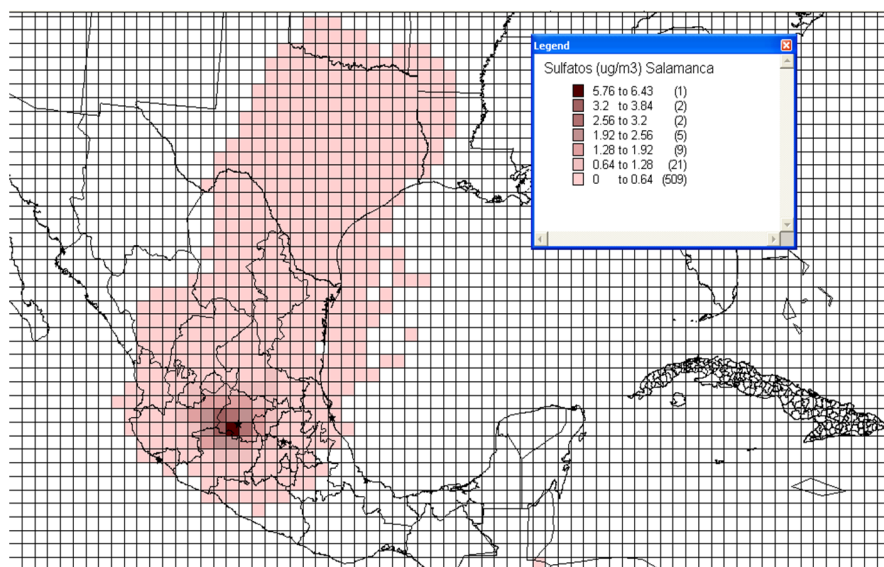 Legend
Sulfatos (ug/m3) Salamanca
5.76 to 6.43 (1)
3.2 to 3.84 (2)
2.56 to 3.2 (2)
1.92 to 2.56 (5)
1.28 to 1.92 (9)
0.64 to 1.28 (21)
0 to 0.64 (509)